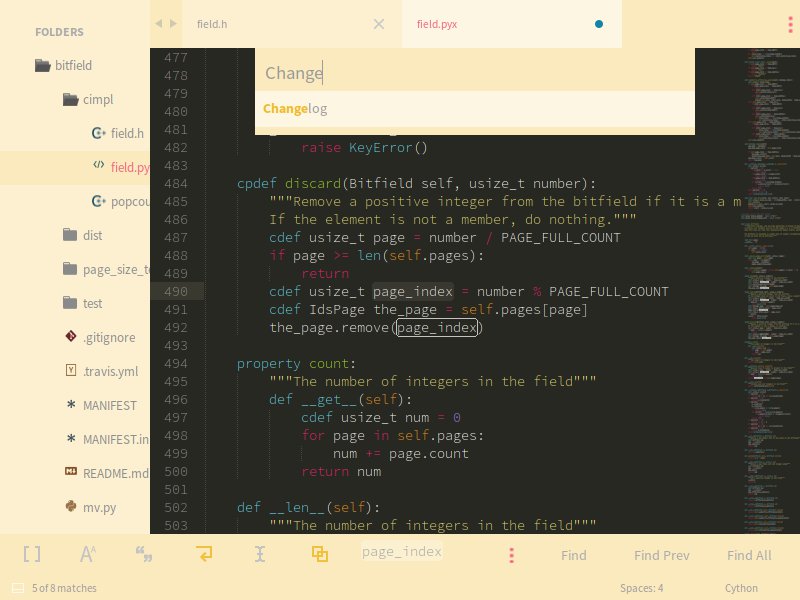 FOLDERS
bitfield
cimpl
field.h
field.py
popcou
dist
page_size_t
test
.gitignore
.travis.yml
MANIFEST
MANIFEST.in
README.md
mv.py
field.h
field.pyx
Change
Changelog
477
478
479
480
481
482 raise KeyError()
483
484 cpdef discard(Bitfield self, usize_t number):
485 """Remove a positive integer from the bitfield if it is a m
486 If the element is not a member, do nothing."""
487 cdef usize_t page = number / PAGE_FULL_COUNT
488 if page >= len(self.pages):
489 return
490 cdef usize_t page_index = number % PAGE_FULL_COUNT
491 cdef IdsPage the_page = self.pages[page]
492 the_page.remove(page_index)
493
494 property count:
495 """The number of integers in the field"""
496 def __get__(self):
497 cdef usize_t num = 0
498 for page in self.pages:
499 num += page.count
500 return num
501
502 def __len__(self):
503 """The number of integers in the field"""
page_index
Find
Find Prev
Find All
5 of 8 matches
Spaces: 4
Cython